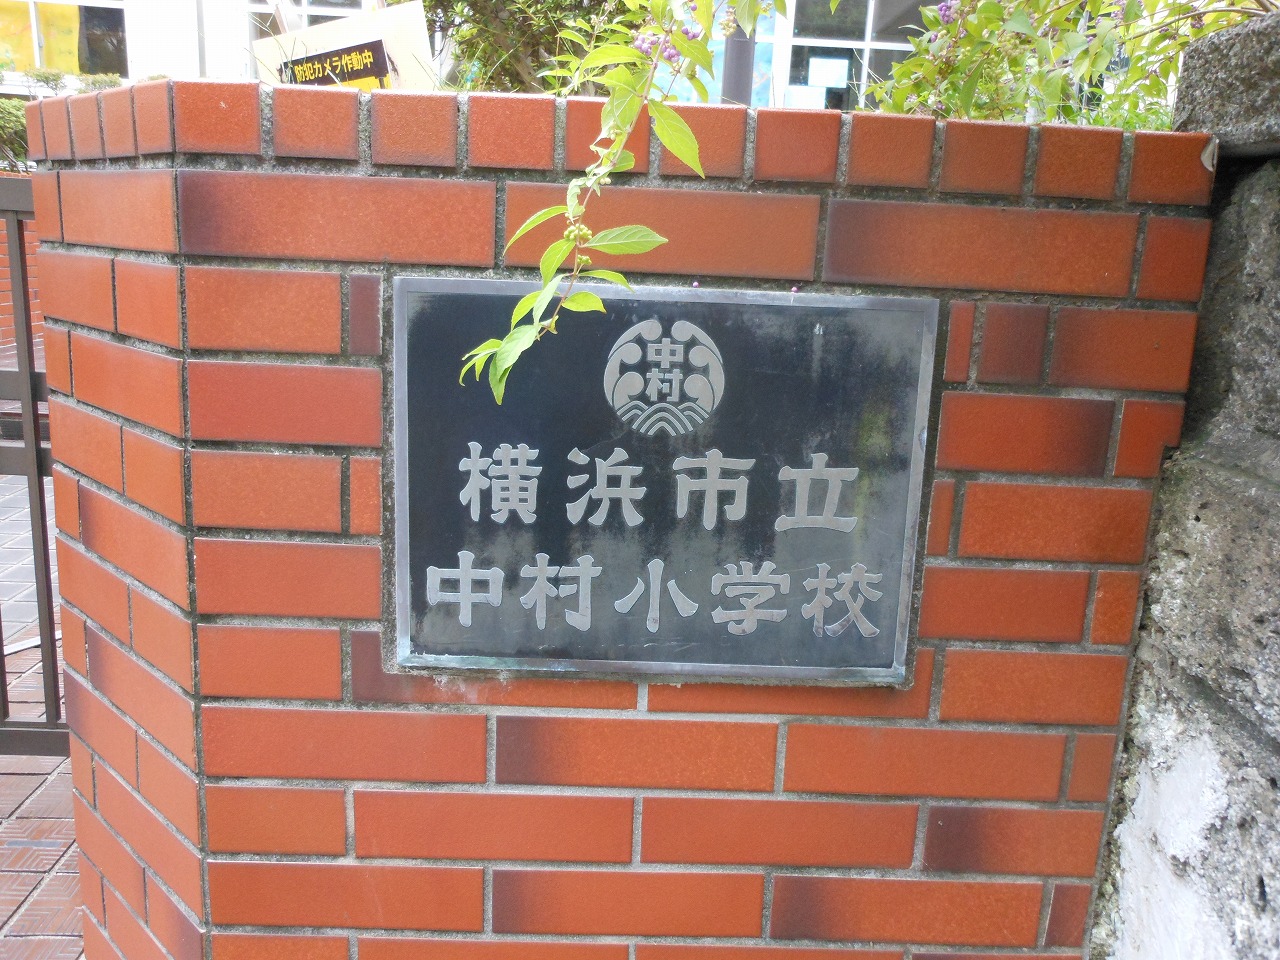 防犯カメラ作動中
中
村
横浜市立
中村小学校